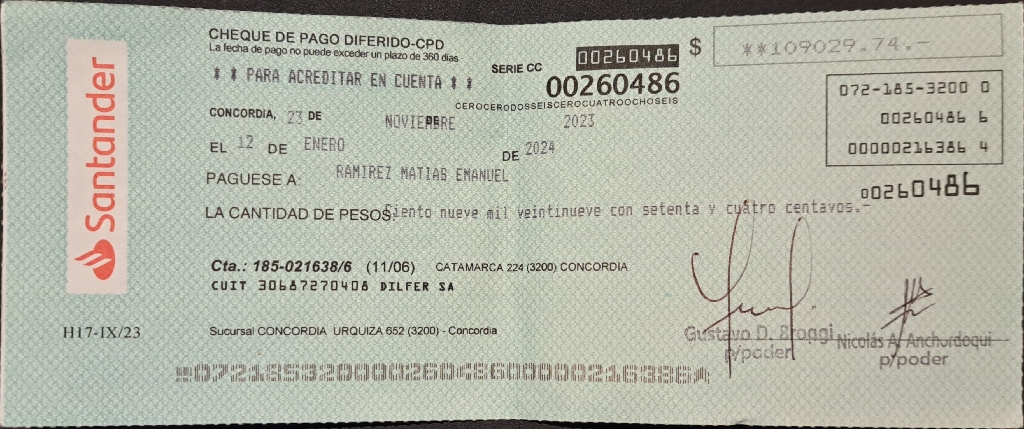 Santander
H17-IX/23
CHEQUE DE PAGO DIFERIDO-CPD
La fecha de pago no puede exceder un plazo de 360 días
* * PARA ACREDITAR EN CUENTA * *
SERIE CC 00260486
00260486
CEROCERODOSSEISCEROCUATROOCHOSEIS
$ **109029.74.-
072-185-3200 0
00260486 6
00000216386 4
00260486
CONCORDIA, 23 DE NOVIEMBRE DE 2023
EL 12 DE ENERO DE 2024
PAGUESE A: RAMIREZ MATIAS EMANUEL
LA CANTIDAD DE PESOS: Ciento nueve mil veintinueve con setenta y cuatro centavos.-
Cta.: 185-021638/6 (11/06) CATAMARCA 224 (3200) CONCORDIA
CUIT 30687270408 DILFER SA
Sucursal CONCORDIA URQUIZA 652 (3200) - Concordia
Gustavo D. Broggi
p/poder
Nicolás A. Anchordoqui
p/poder